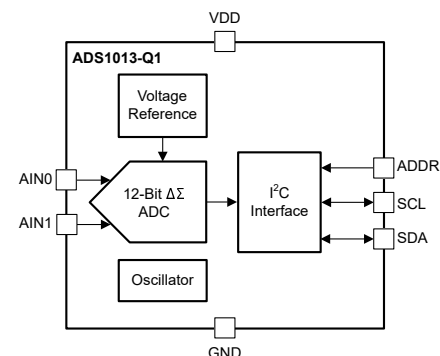 VDD
ADS1013-Q1
Voltage
Reference
AIN0
AIN1
12-Bit ΔΣ
ADC
I²C
Interface
ADDR
SCL
SDA
Oscillator
GND